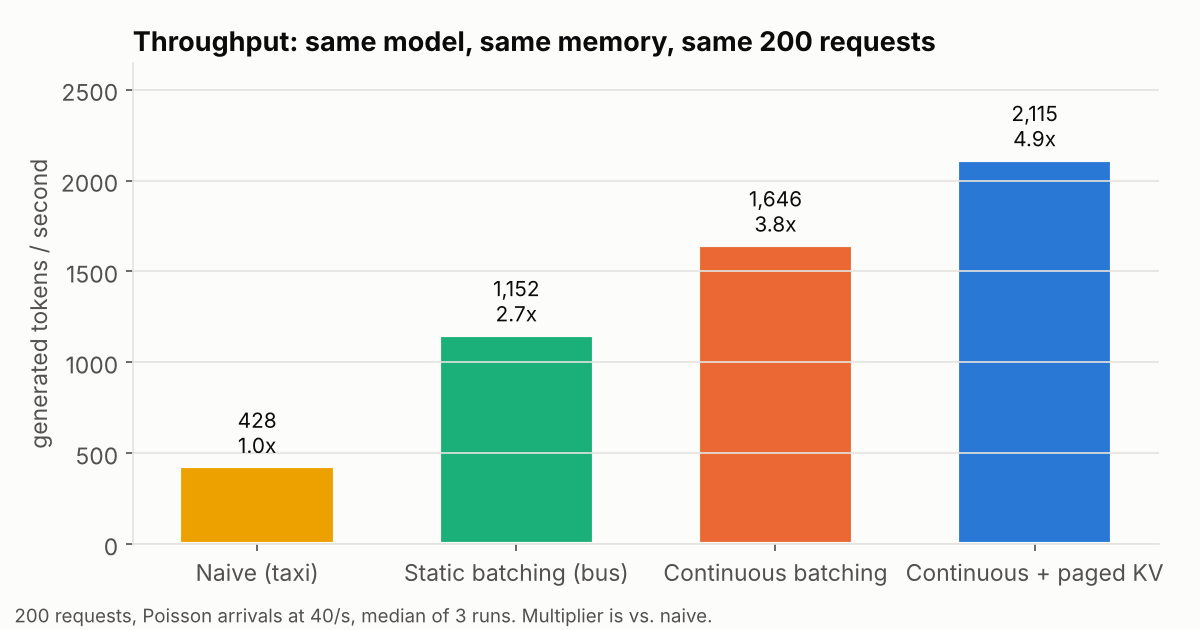 Throughput: same model, same memory, same 200 requests
generated tokens / second
2500
2000
1500
1000
500
0
428
1.0x
1,152
2.7x
1,646
3.8x
2,115
4.9x
Naive (taxi)
Static batching (bus)
Continuous batching
Continuous + paged KV
200 requests, Poisson arrivals at 40/s, median of 3 runs. Multiplier is vs. naive.